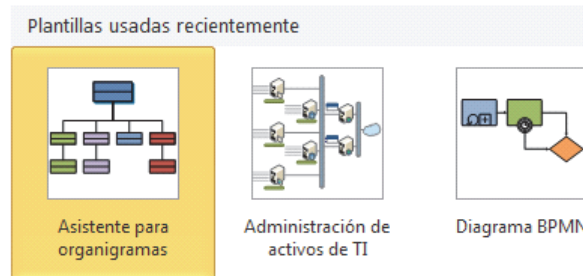 Plantillas usadas recientemente
Asistente para
organigramas
Administración de
activos de TI
Diagrama BPMN